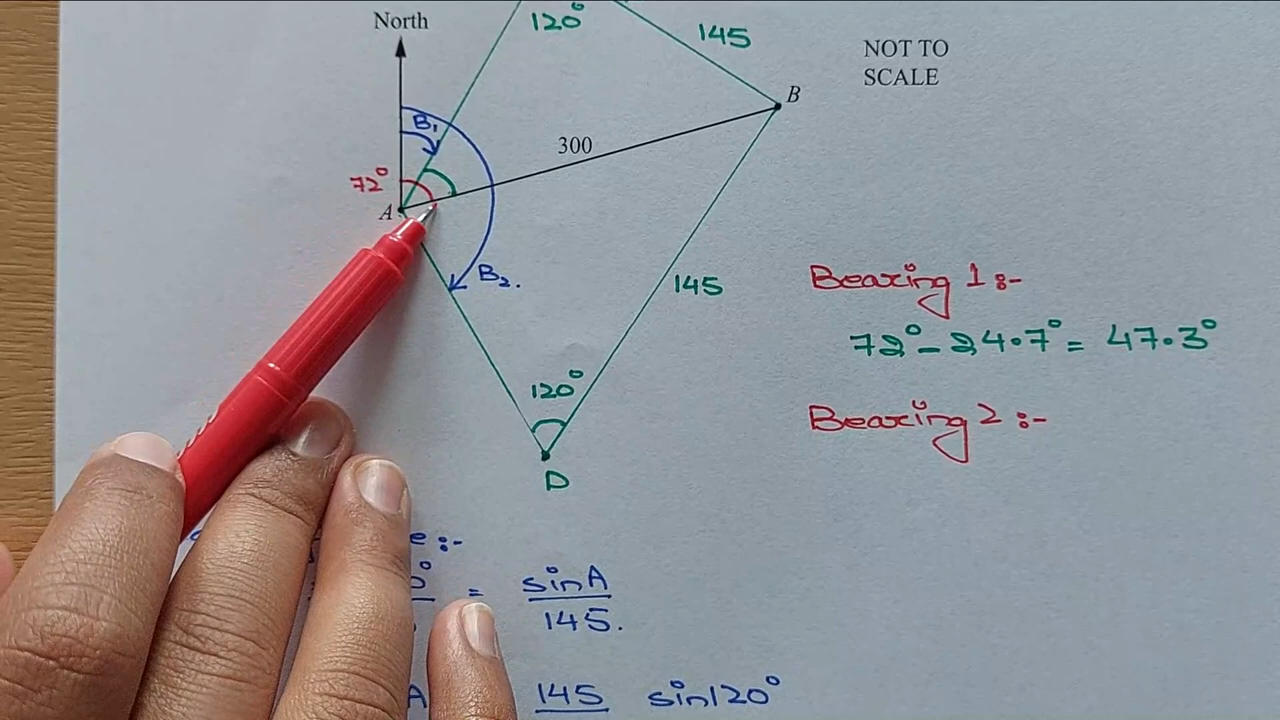 North
120°
145
NOT TO
SCALE
B
B₁
300
72°
A
B₂.
145
Bearing 1:-
72° - 24.7° = 47.3°
120°
Bearing 2:-
D
e:-
= sinA
145.
A 145 sin120°